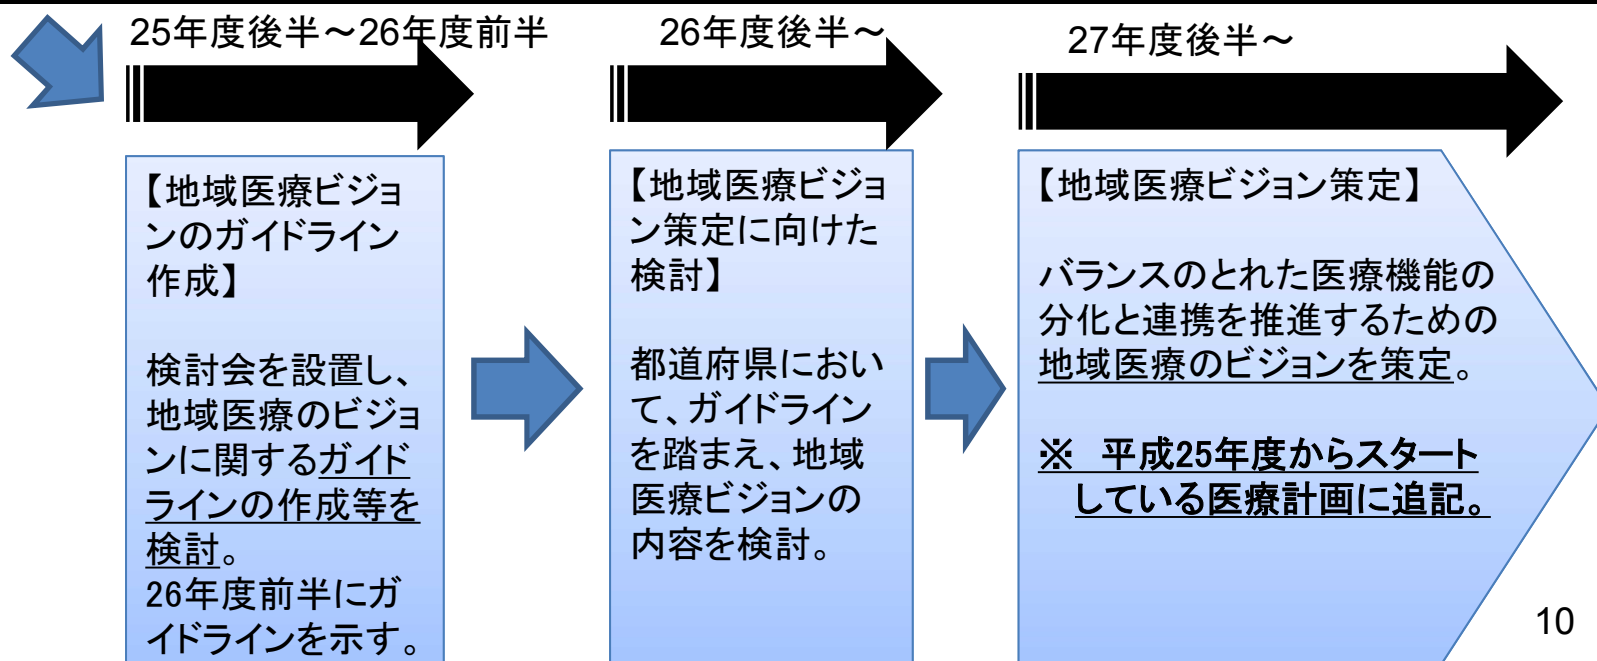 25年度後半～26年度前半
26年度後半～
27年度後半～
【地域医療ビジョ
ンのガイドライン
作成】
検討会を設置し、
地域医療のビジョ
ンに関するガイド
ラインの作成等を
検討。
26年度前半にガ
イドラインを示す。
【地域医療ビジョ
ン策定に向けた
検討】
都道府県におい
て、ガイドライン
を踏まえ、地域
医療ビジョンの
内容を検討。
【地域医療ビジョン策定】
バランスのとれた医療機能の
分化と連携を推進するための
地域医療のビジョンを策定。
※　平成25年度からスタート
している医療計画に追記。
10